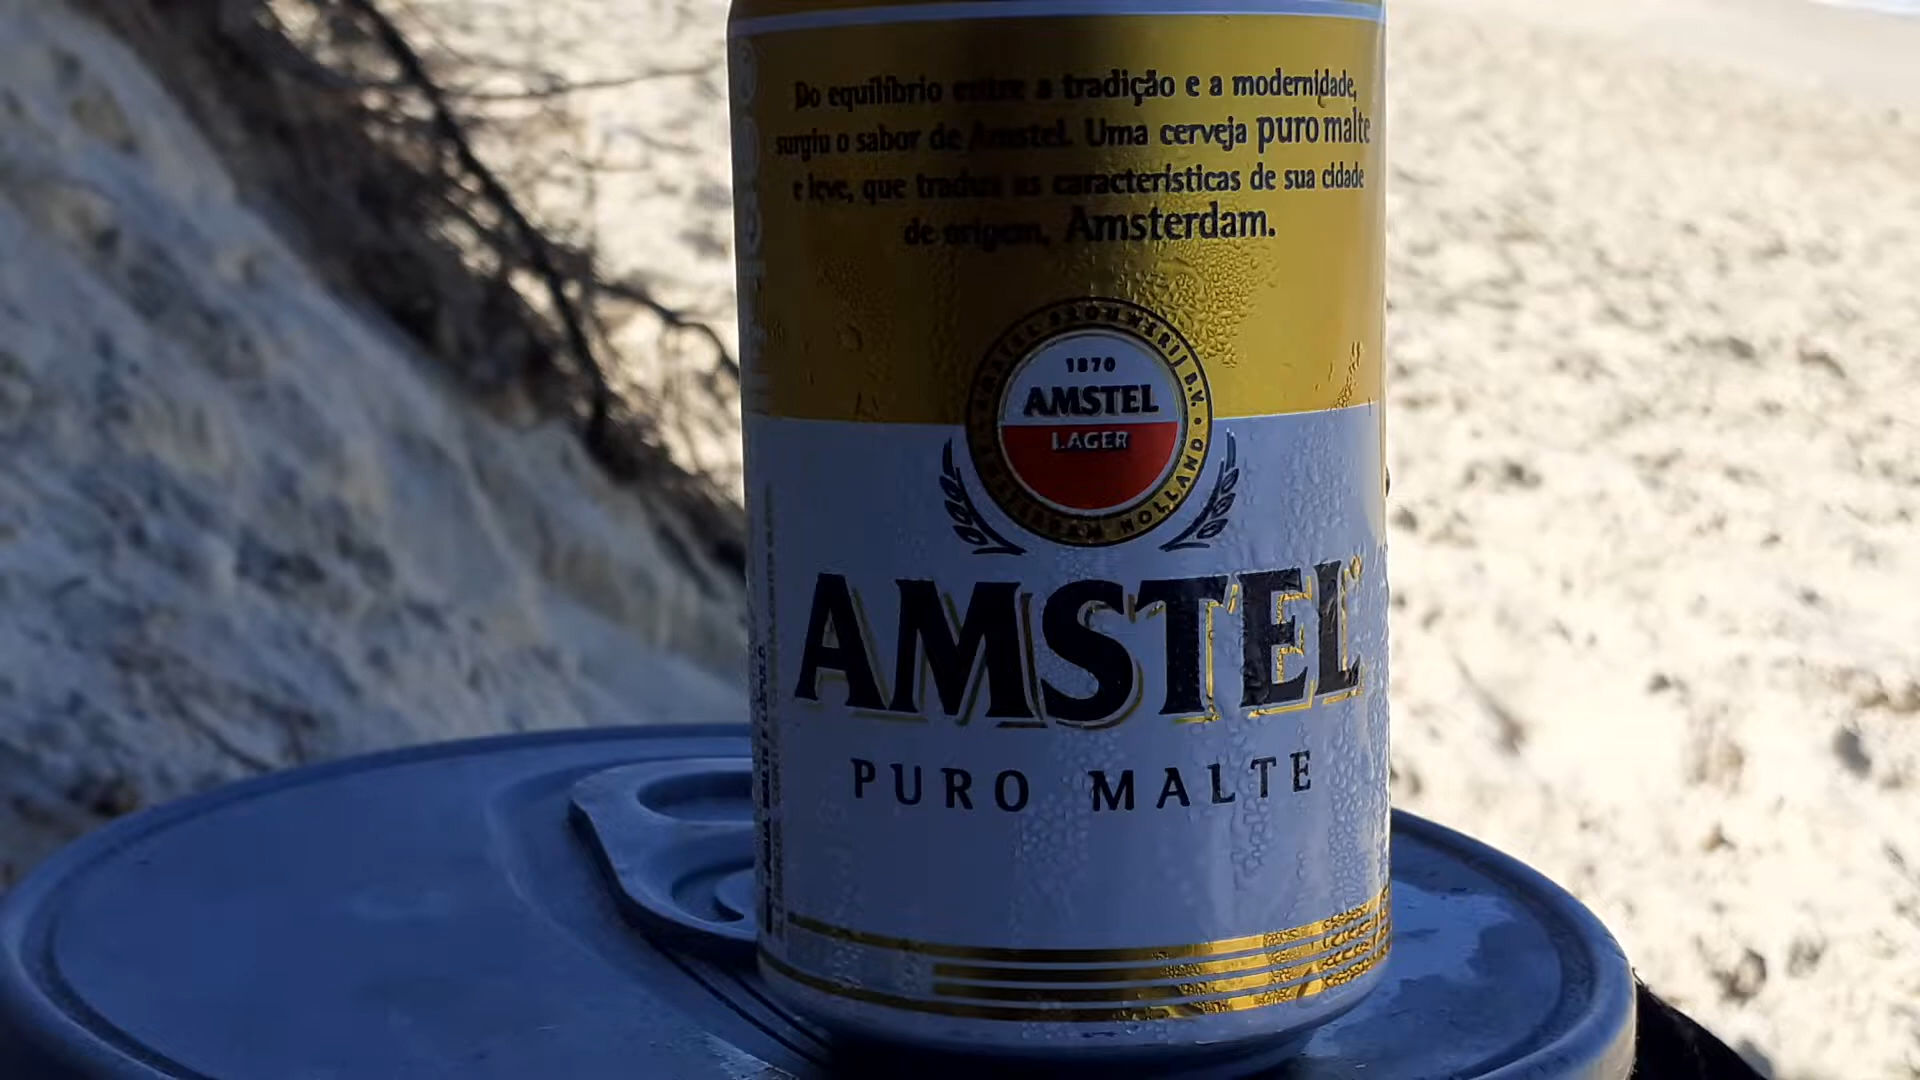 Do equilíbrio entre a tradição e a modernidade,
surgiu o sabor de Amstel. Uma cerveja puro malte
e leve, que traduz as características de sua cidade
de origem, Amsterdam.
AMSTEL BROUWERIJ B.V. • AMSTERDAM HOLLAND
1870
AMSTEL
LAGER
AMSTEL
PURO MALTE